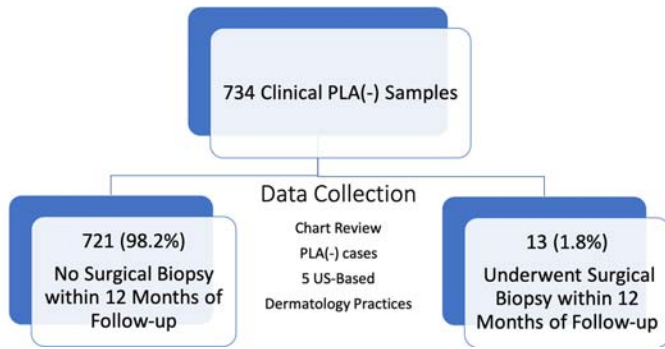 734 Clinical PLA(-) Samples
Data Collection
Chart Review
PLA(-) cases
5 US-Based
Dermatology Practices
721 (98.2%)
No Surgical Biopsy
within 12 Months of
Follow-up
13 (1.8%)
Underwent Surgical
Biopsy within 12
Months of Follow-up